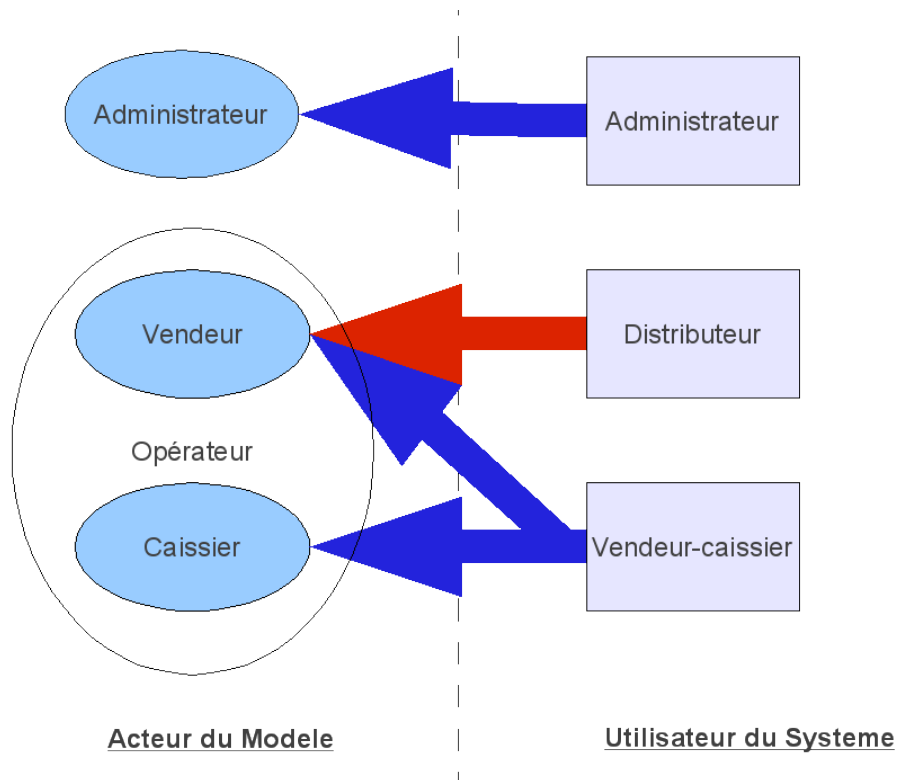 Administrateur
Administrateur
Vendeur
Distributeur
Opérateur
Caissier
Vendeur-caissier
Acteur du Modele
Utilisateur du Systeme